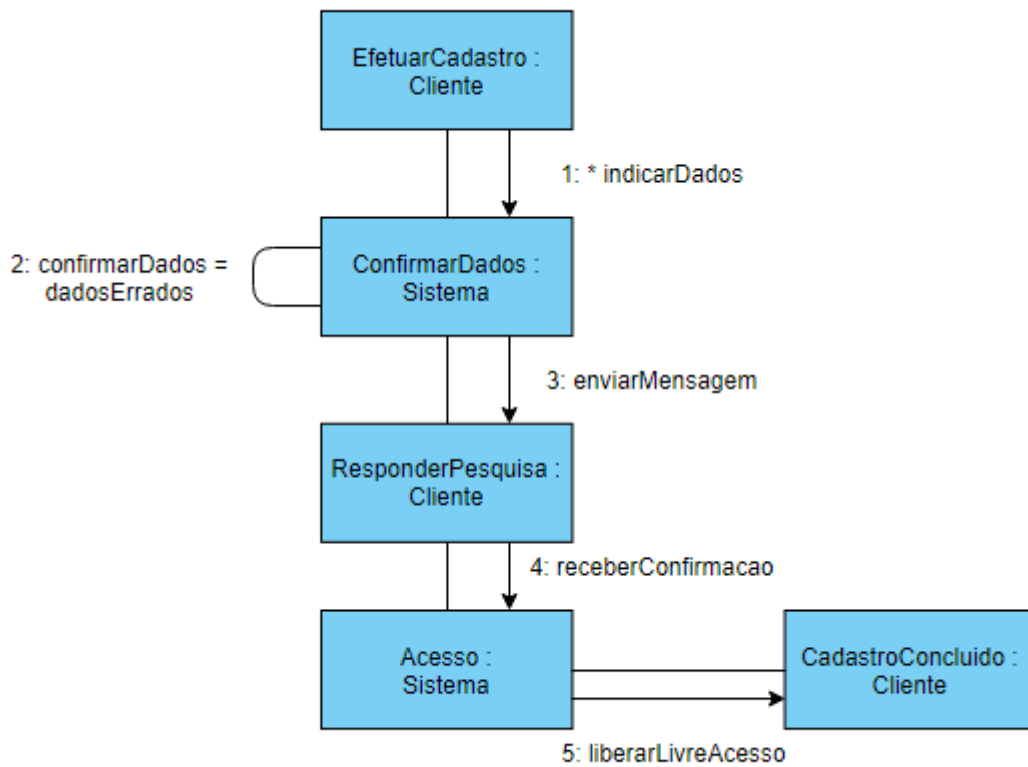 EfetuarCadastro :
Cliente
1: * indicarDados
2: confirmarDados =
dadosErrados
ConfirmarDados :
Sistema
3: enviarMensagem
ResponderPesquisa :
Cliente
4: receberConfirmacao
Acesso :
Sistema
CadastroConcluido :
Cliente
5: liberarLivreAcesso